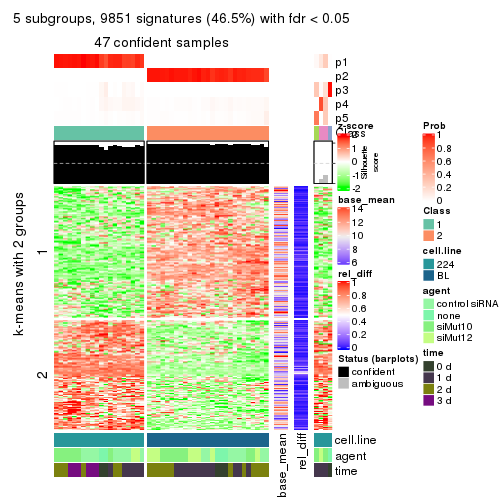 5 subgroups, 9851 signatures (46.5%) with fdr < 0.05
47 confident samples
p1
p2
p3
p4
p5
Class
Silhouette
score
k-means with 2 groups
1
2
base_mean
rel_diff
cell.line
agent
time
z-score
2
1
0
-1
-2
base_mean
14
12
10
8
6
rel_diff
1
0.8
0.6
0.4
0.2
0
Status (barplots)
confident
ambiguous
Prob
1
0.8
0.6
0.4
0.2
0
Class
1
2
cell.line
224
BL
agent
control siRNA
none
siMut10
siMut12
time
0 d
1 d
2 d
3 d